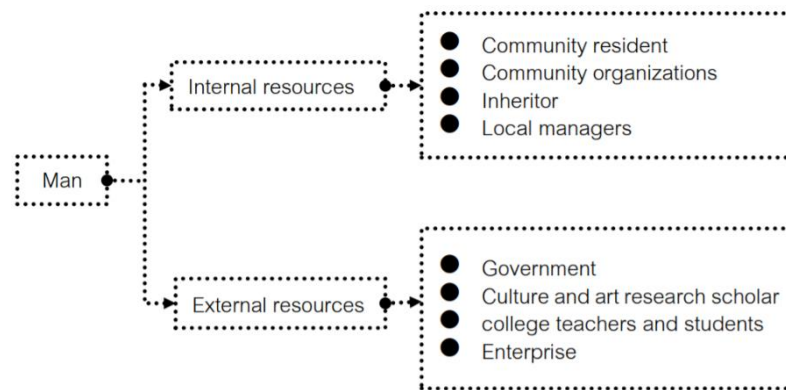 Man
Internal resources
Community resident
Community organizations
Inheritor
Local managers
External resources
Government
Culture and art research scholar
college teachers and students
Enterprise